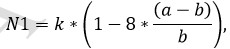 N1 = k * (1 − 8 * (a − b) / b),